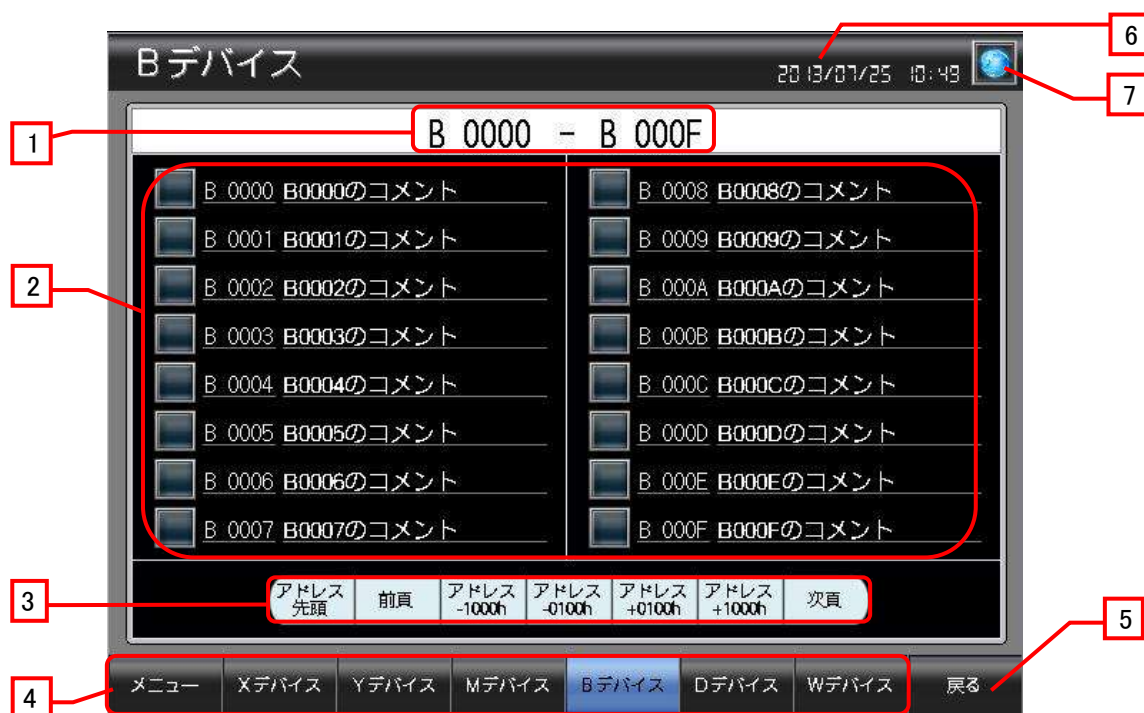 6
Bデバイス
2013/07/25 10:49
7
1
B 0000 - B 000F
B 0000 B0000のコメント
B 0001 B0001のコメント
2
B 0002 B0002のコメント
B 0003 B0003のコメント
B 0004 B0004のコメント
B 0005 B0005のコメント
B 0006 B0006のコメント
B 0007 B0007のコメント
B 0008 B0008のコメント
B 0009 B0009のコメント
B 000A B000Aのコメント
B 000B B000Bのコメント
B 000C B000Cのコメント
B 000D B000Dのコメント
B 000E B000Eのコメント
B 000F B000Fのコメント
3
アドレス
先頭
前頁
アドレス
-1000h
アドレス
-0100h
アドレス
+0100h
アドレス
+1000h
次頁
5
4
メニュー
Xデバイス
Yデバイス
Mデバイス
Bデバイス
Dデバイス
Wデバイス
戻る